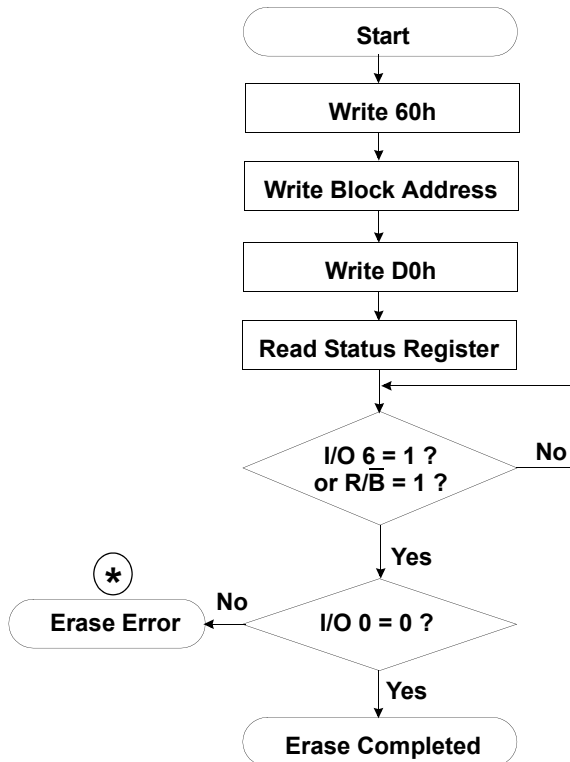 Start
Write 60h
Write Block Address
Write D0h
Read Status Register
I/O 6 = 1 ?
or R/B̅ = 1 ?
No
Yes
*
No
Erase Error
I/O 0 = 0 ?
Yes
Erase Completed